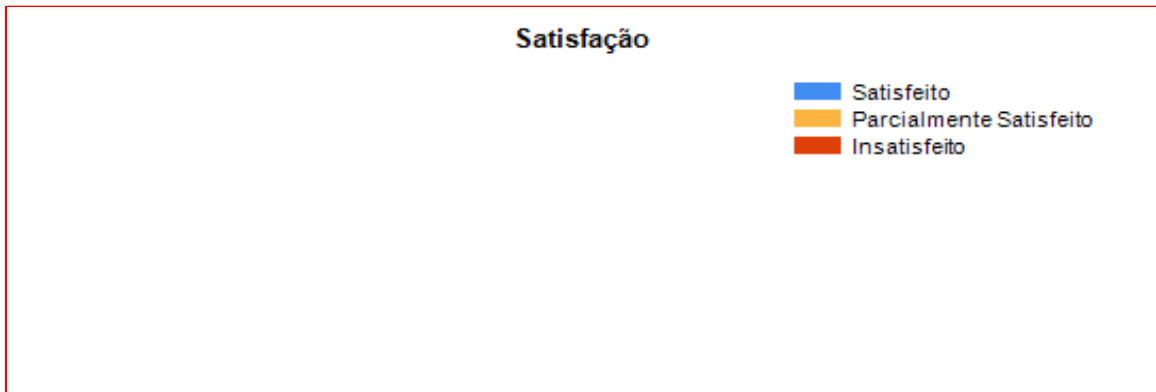 Satisfação
Satisfeito
Parcialmente Satisfeito
Insatisfeito